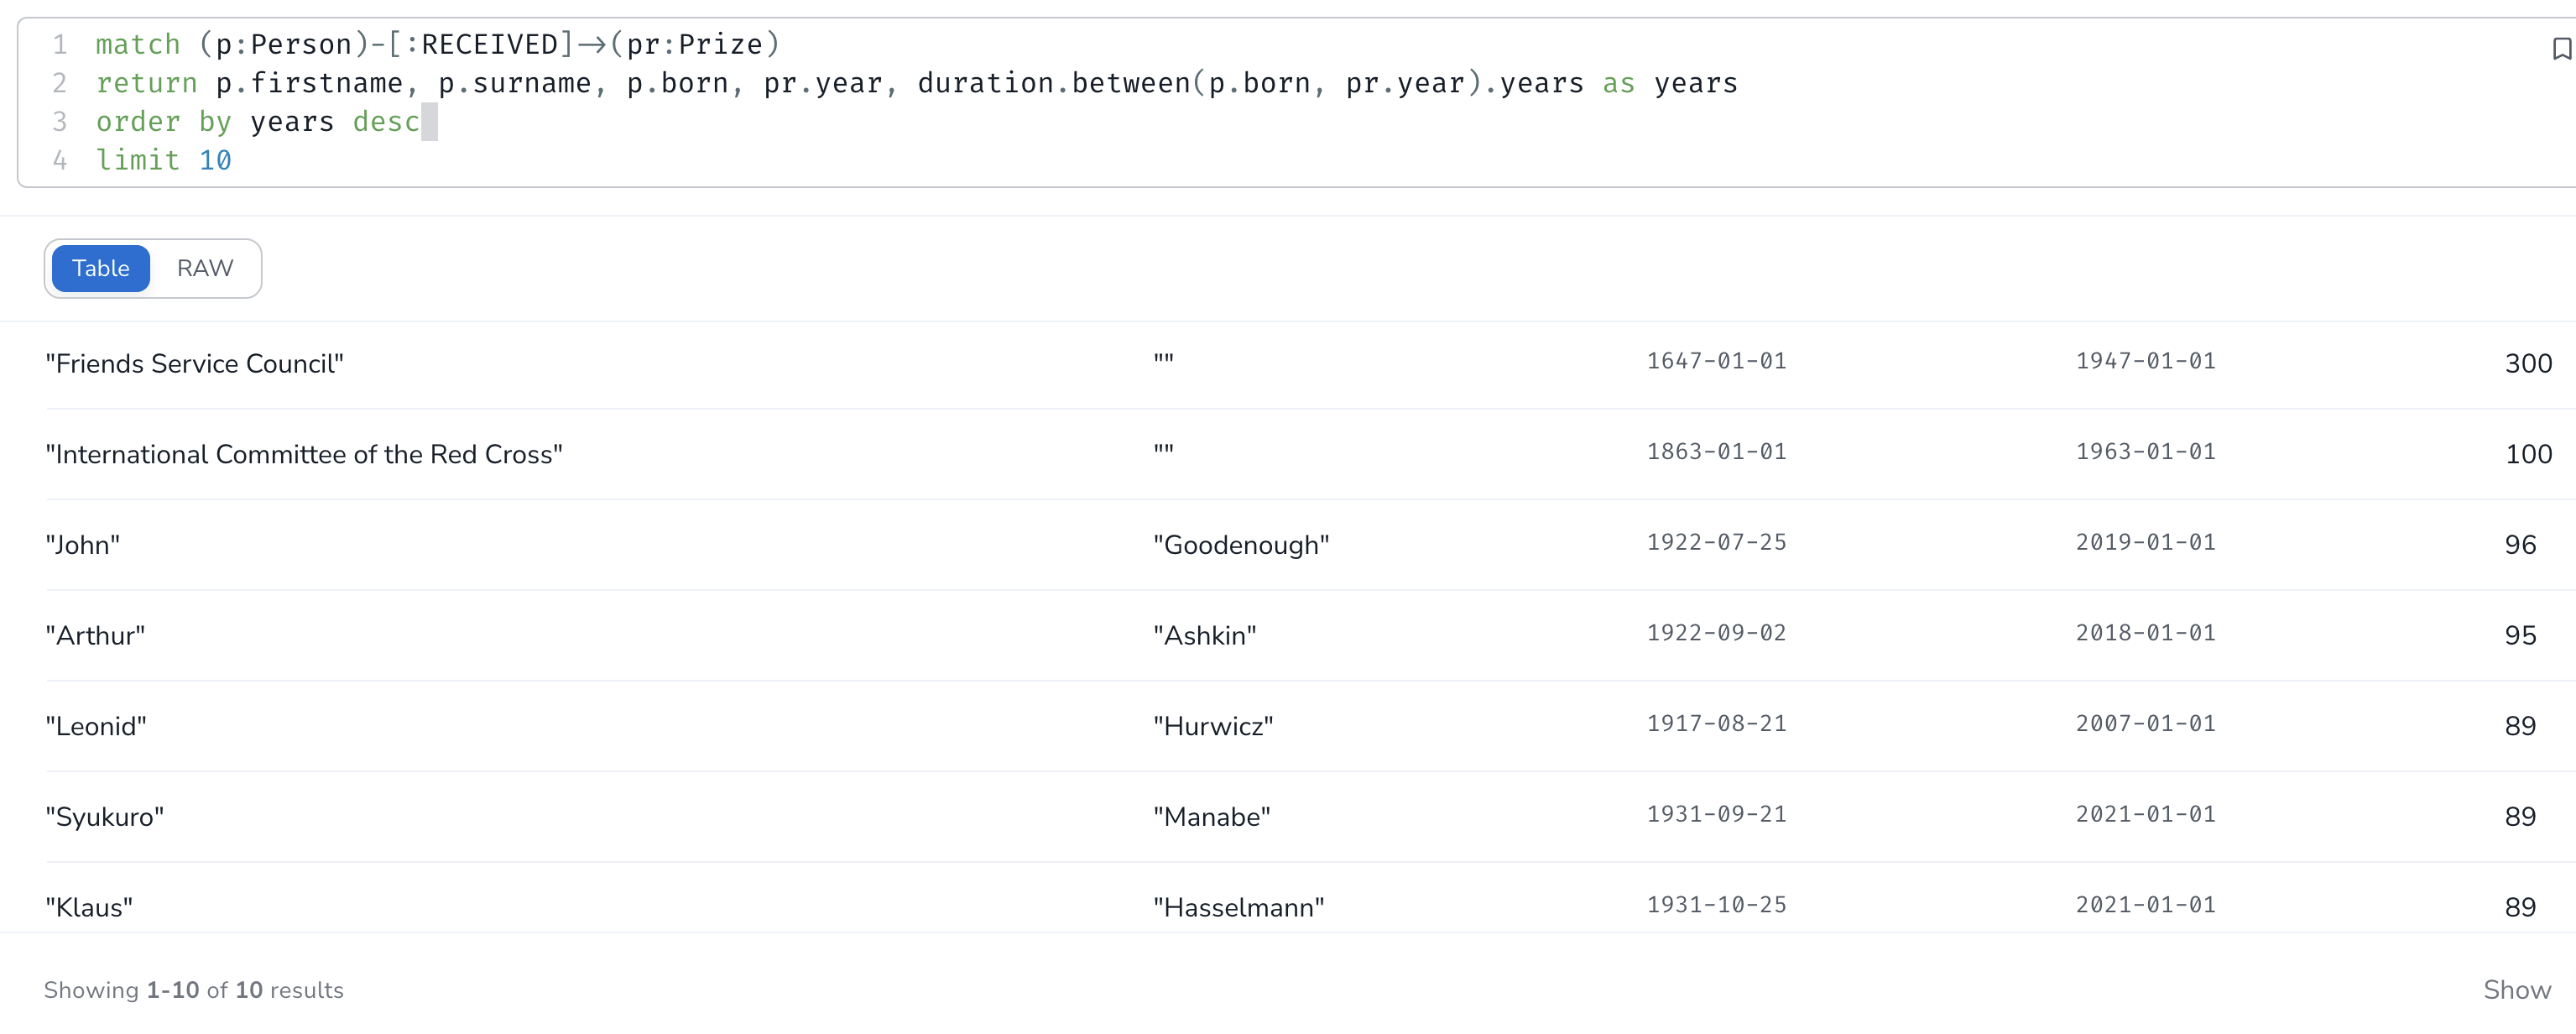 1 match (p:Person)-[:RECEIVED]->(pr:Prize)
2 return p.firstname, p.surname, p.born, pr.year, duration.between(p.born, pr.year).years as years
3 order by years desc
4 limit 10
Table RAW
"Friends Service Council" "" 1647-01-01 1947-01-01 300
"International Committee of the Red Cross" "" 1863-01-01 1963-01-01 100
"John" "Goodenough" 1922-07-25 2019-01-01 96
"Arthur" "Ashkin" 1922-09-02 2018-01-01 95
"Leonid" "Hurwicz" 1917-08-21 2007-01-01 89
"Syukuro" "Manabe" 1931-09-21 2021-01-01 89
"Klaus" "Hasselmann" 1931-10-25 2021-01-01 89
Showing 1-10 of 10 results Show